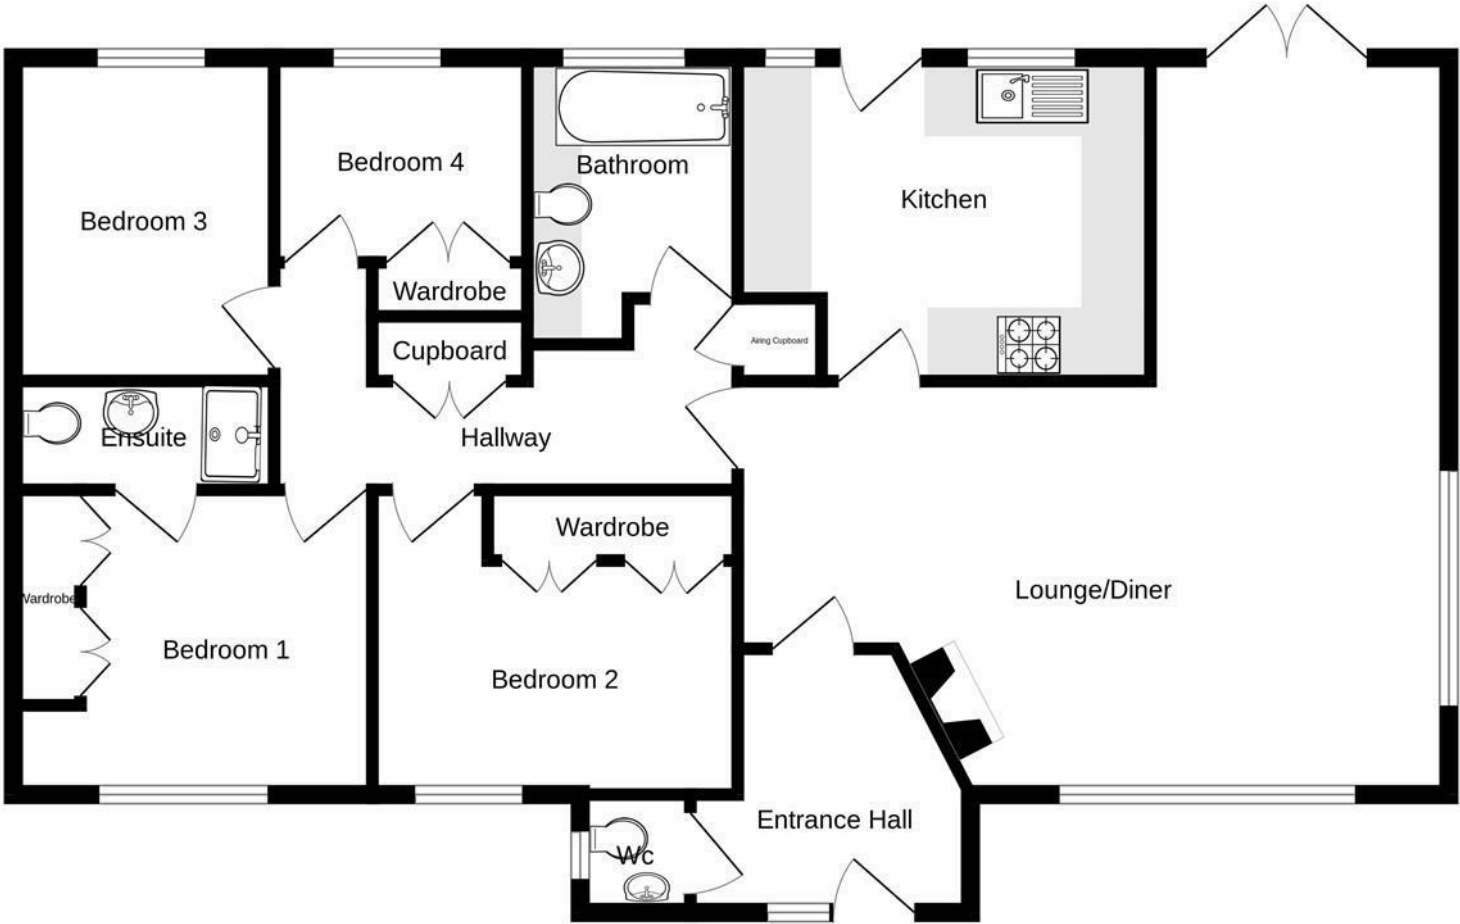 Bedroom 4
Bathroom
Kitchen
Bedroom 3
Wardrobe
Airing Cupboard
Cupboard
Ensuite
Hallway
Wardrobe
Lounge/Diner
Wardrobe
Bedroom 1
Bedroom 2
Entrance Hall
Wc